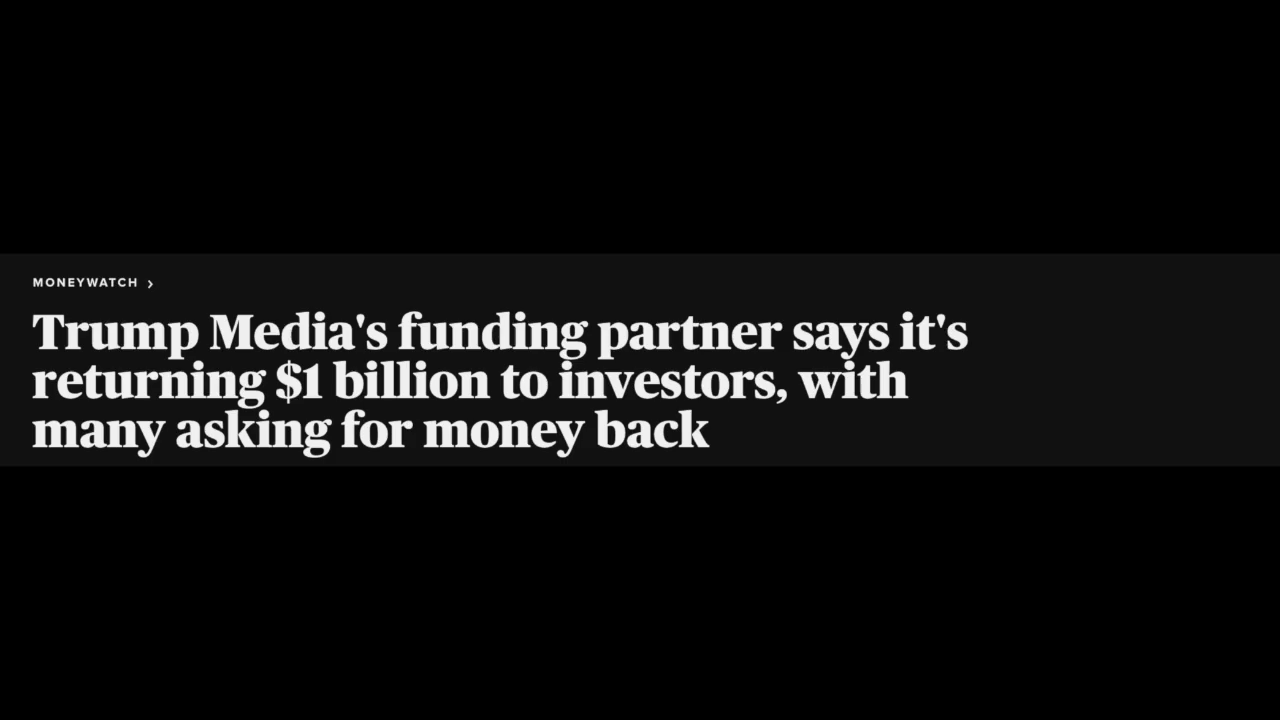 MONEYWATCH ›
Trump Media's funding partner says it's
returning $1 billion to investors, with
many asking for money back